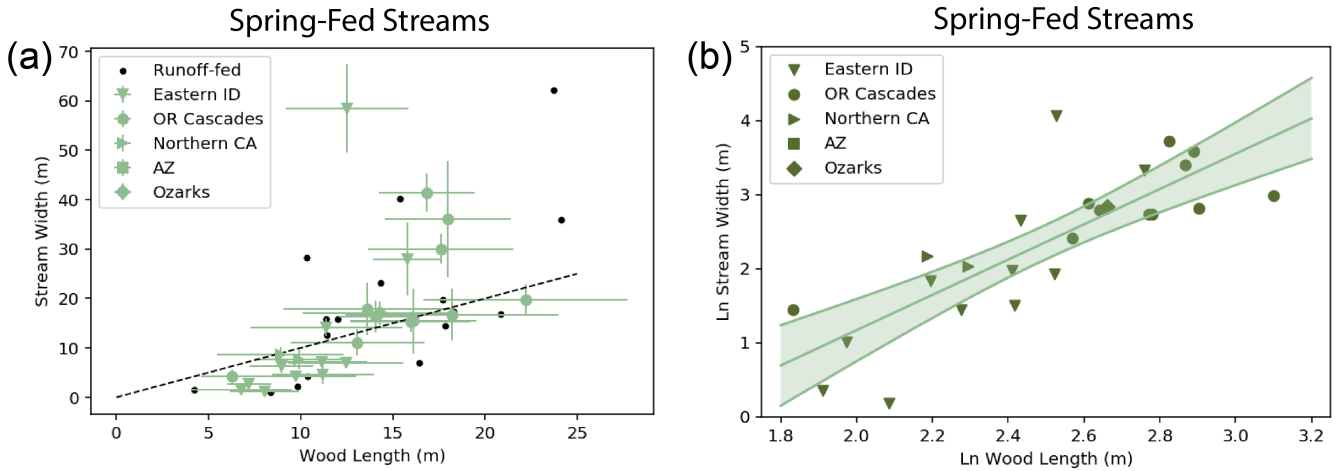 Spring-Fed Streams
(a)
Runoff-fed
Eastern ID
OR Cascades
Northern CA
AZ
Ozarks
70
60
50
40
30
20
10
0
Stream Width (m)
0 5 10 15 20 25
Wood Length (m)
Spring-Fed Streams
(b)
Eastern ID
OR Cascades
Northern CA
AZ
Ozarks
5
4
3
2
1
0
Ln Stream Width (m)
1.8 2.0 2.2 2.4 2.6 2.8 3.0 3.2
Ln Wood Length (m)